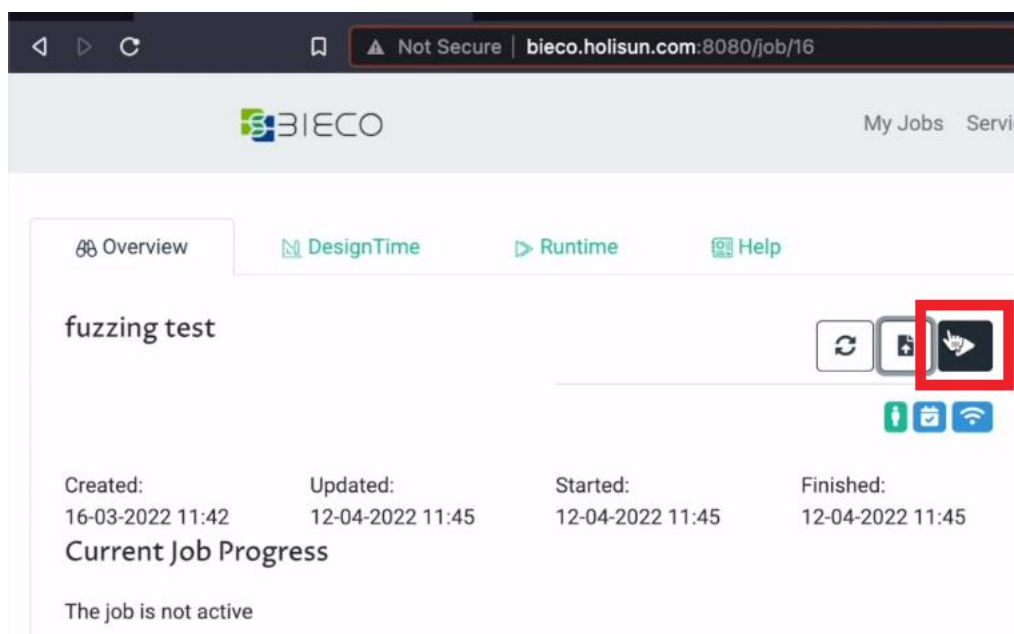 Not Secure | bieco.holisun.com:8080/job/16
BIECO
My Jobs
Overview
DesignTime
Runtime
Help
fuzzing test
Created:
Updated:
Started:
Finished:
16-03-2022 11:42
12-04-2022 11:45
12-04-2022 11:45
12-04-2022 11:45
Current Job Progress
The job is not active